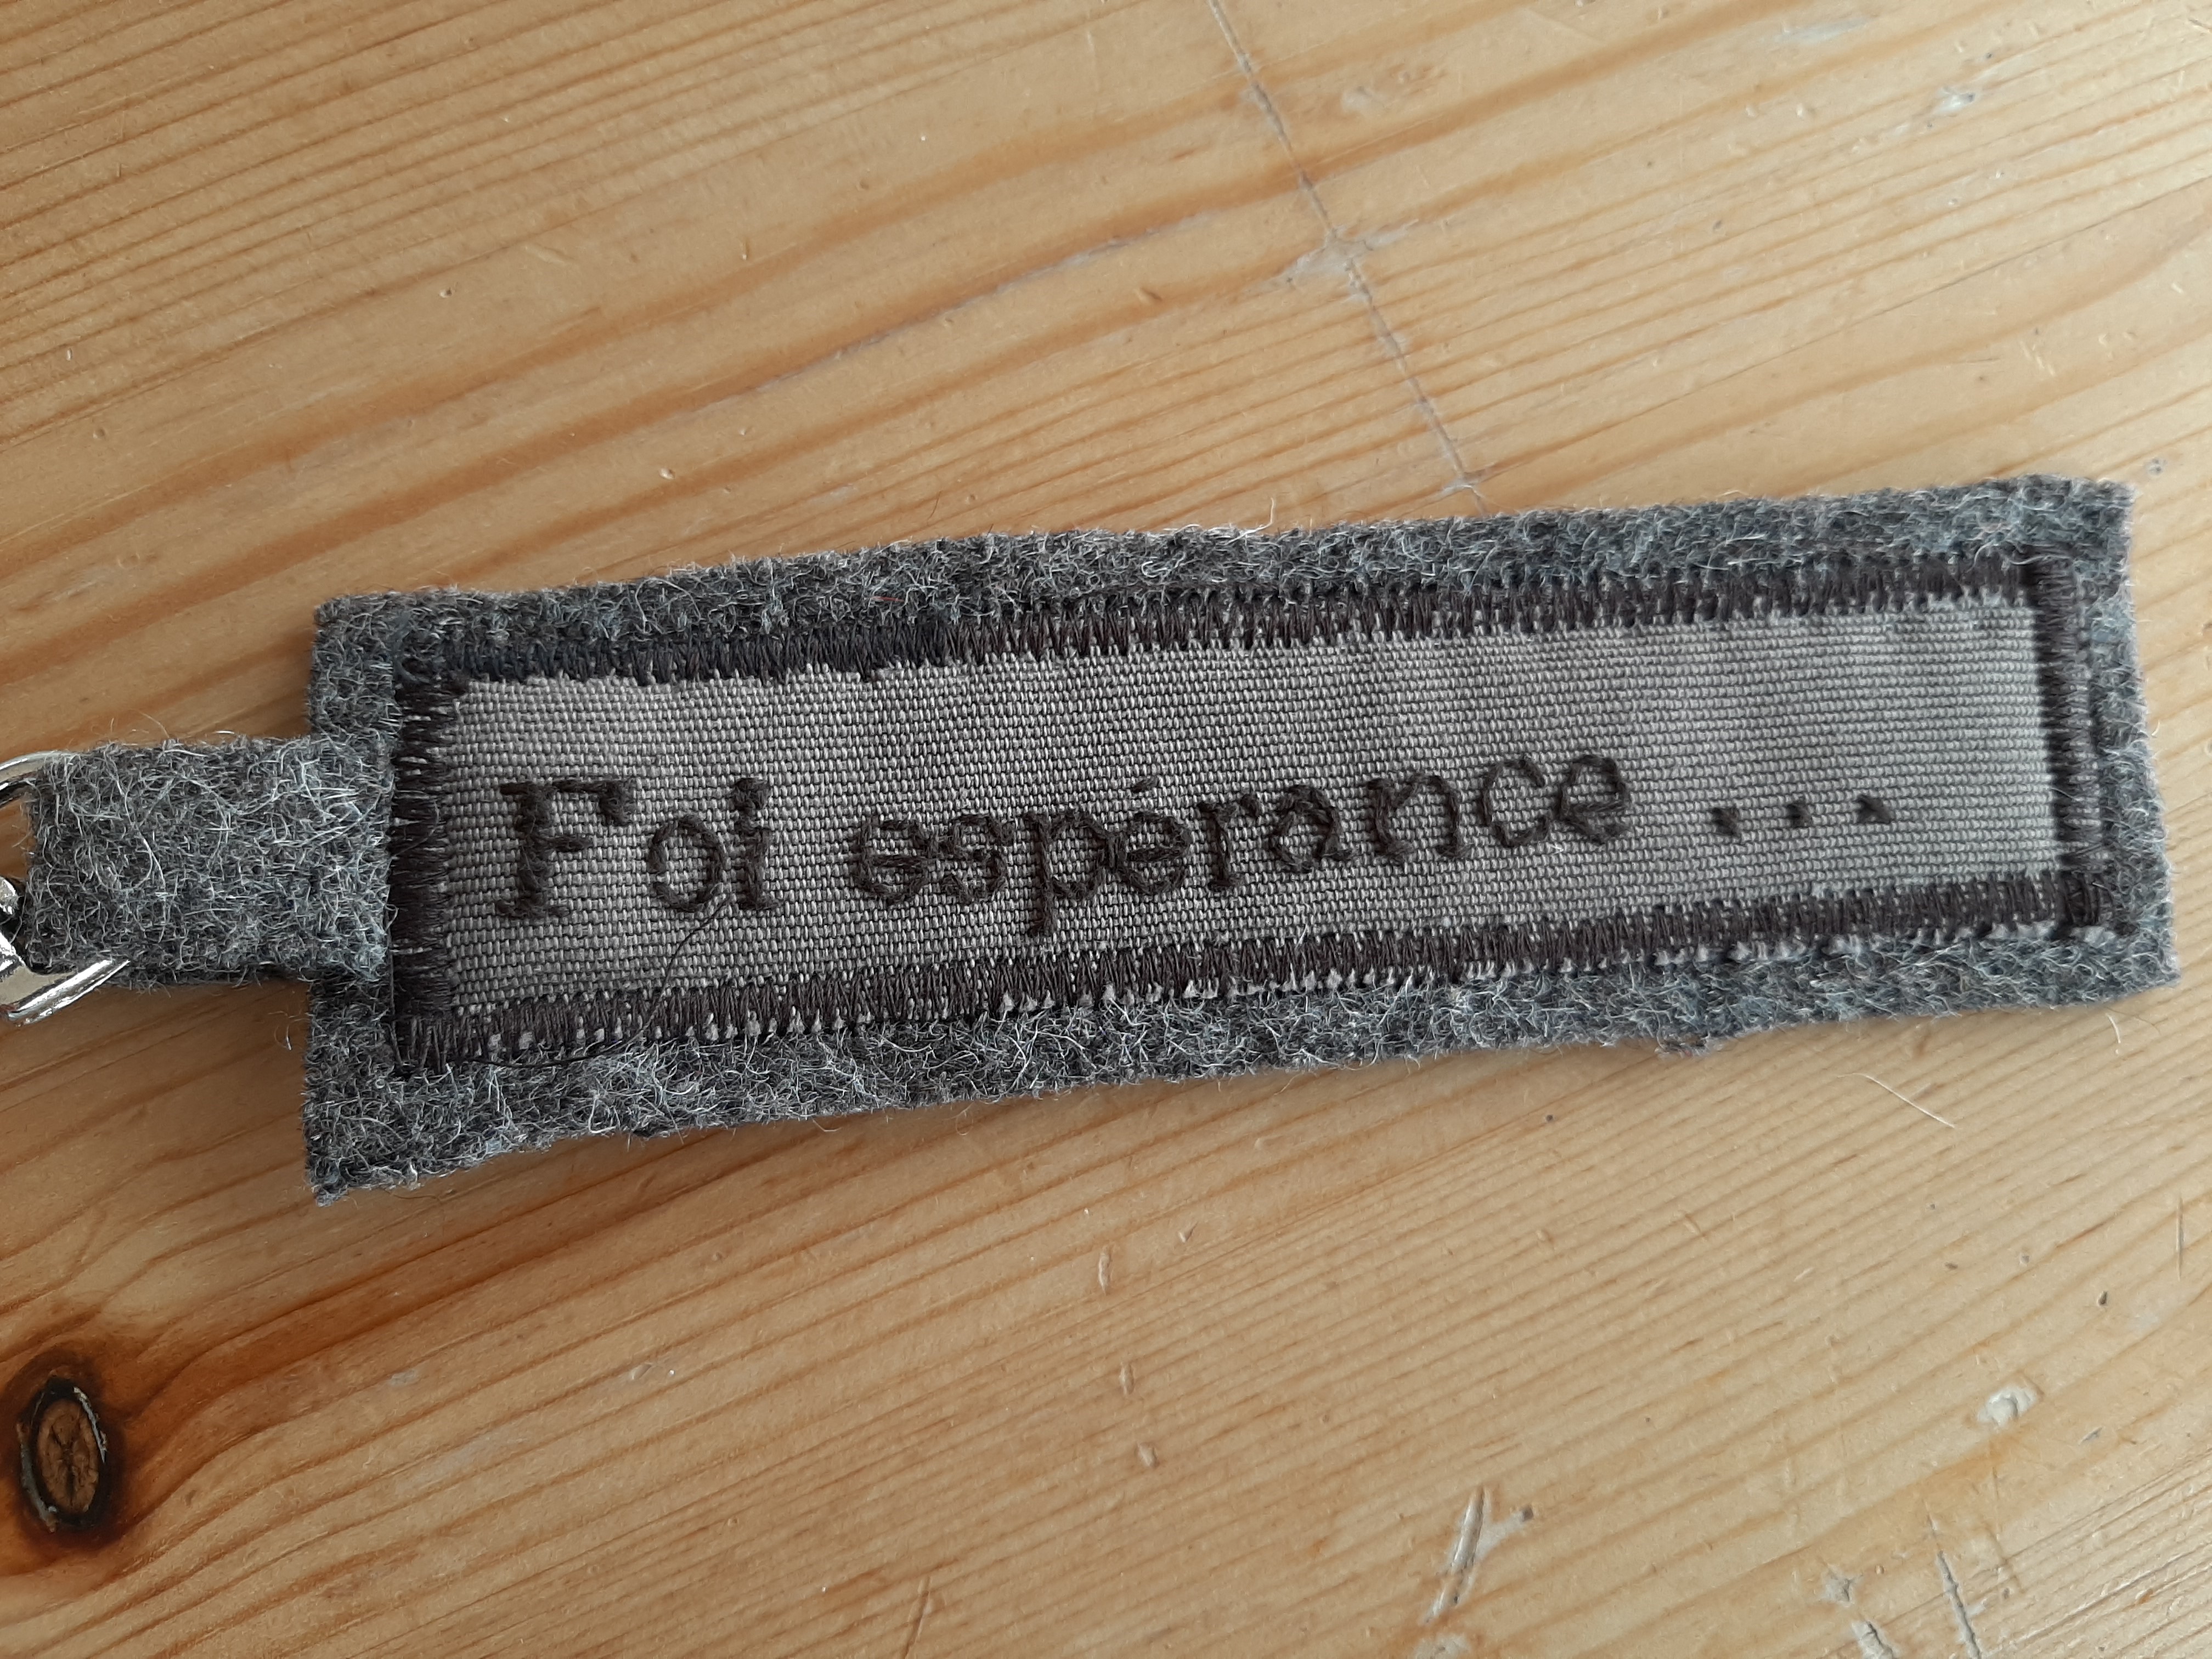 Foi espérance ...